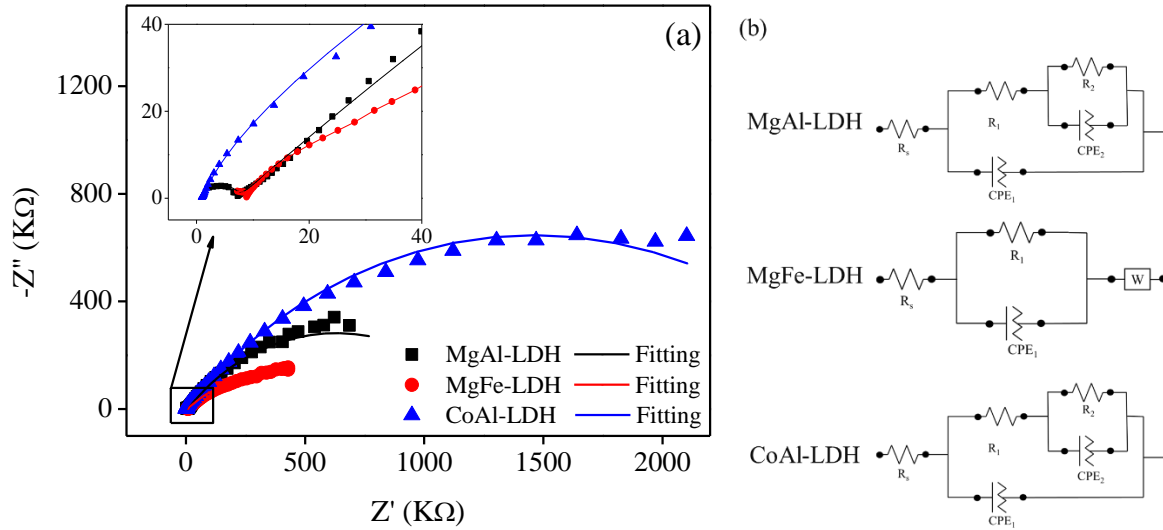 (a)
-Z" (KΩ)
1200
800
400
0
0
500
1000
1500
2000
Z' (KΩ)
40
20
0
0
20
40
MgAl-LDH Fitting
MgFe-LDH Fitting
CoAl-LDH Fitting
(b)
MgAl-LDH
Rs
R1
R2
CPE2
CPE1
MgFe-LDH
Rs
R1
W
CPE1
CoAl-LDH
Rs
R1
R2
CPE2
CPE1